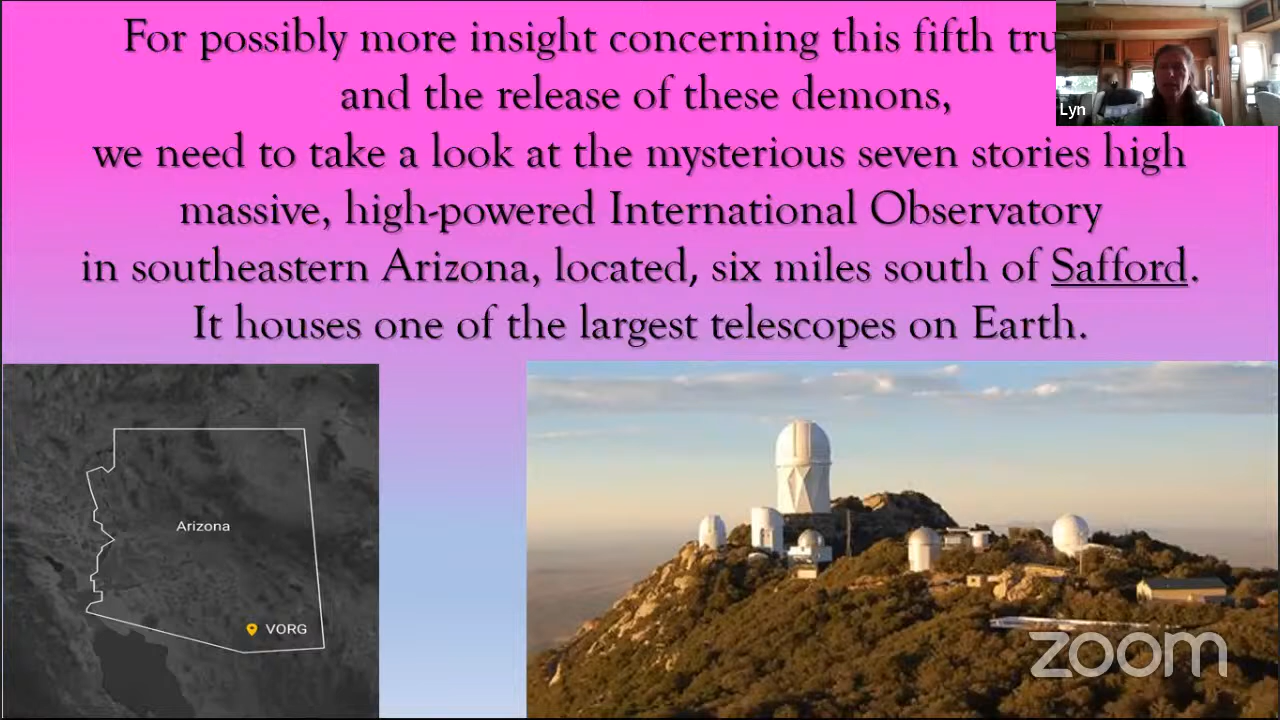 For possibly more insight concerning this fifth tru
and the release of these demons,
Lyn
we need to take a look at the mysterious seven stories high
massive, high-powered International Observatory
in southeastern Arizona, located, six miles south of Safford.
It houses one of the largest telescopes on Earth.
Arizona
VORG
zoom